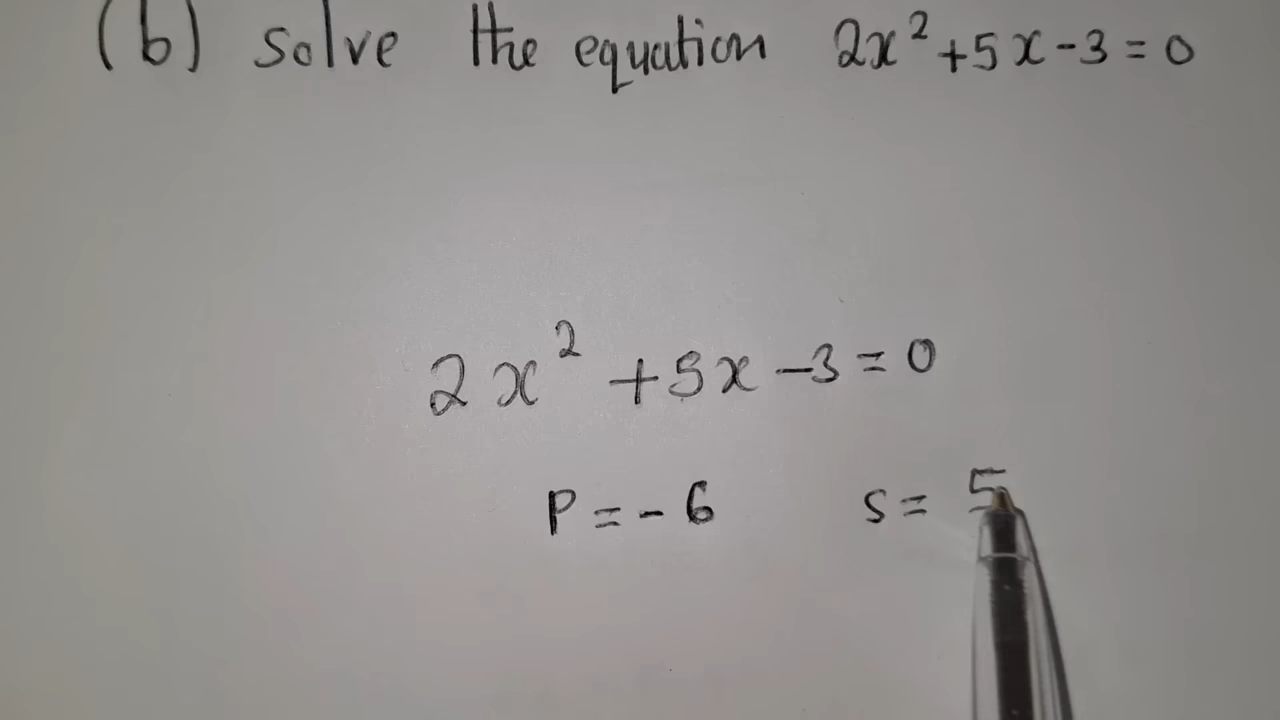 (b) solve the equation 2x²+5x-3=0
2x²+5x-3=0
P=-6 S=5